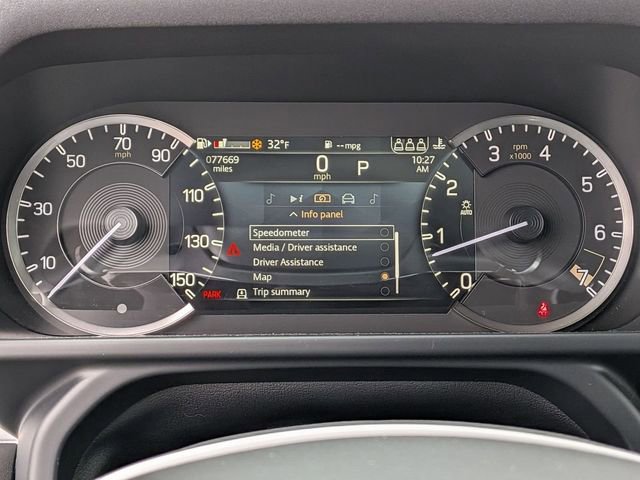 70
mph
50
90
30
110
10
130
150
32°F
--mpg
077669
miles
0
mph
P
10:27
AM
i
Info panel
Speedometer
Media / Driver assistance
Driver Assistance
Map
Trip summary
PARK
rpm
x1000
3
4
2
5
AUTO
1
6
0
7